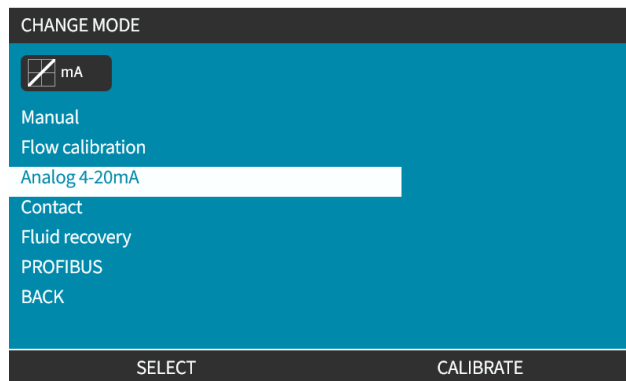 CHANGE MODE
mA
Manual
Flow calibration
Analog 4-20mA
Contact
Fluid recovery
PROFIBUS
BACK
SELECT CALIBRATE